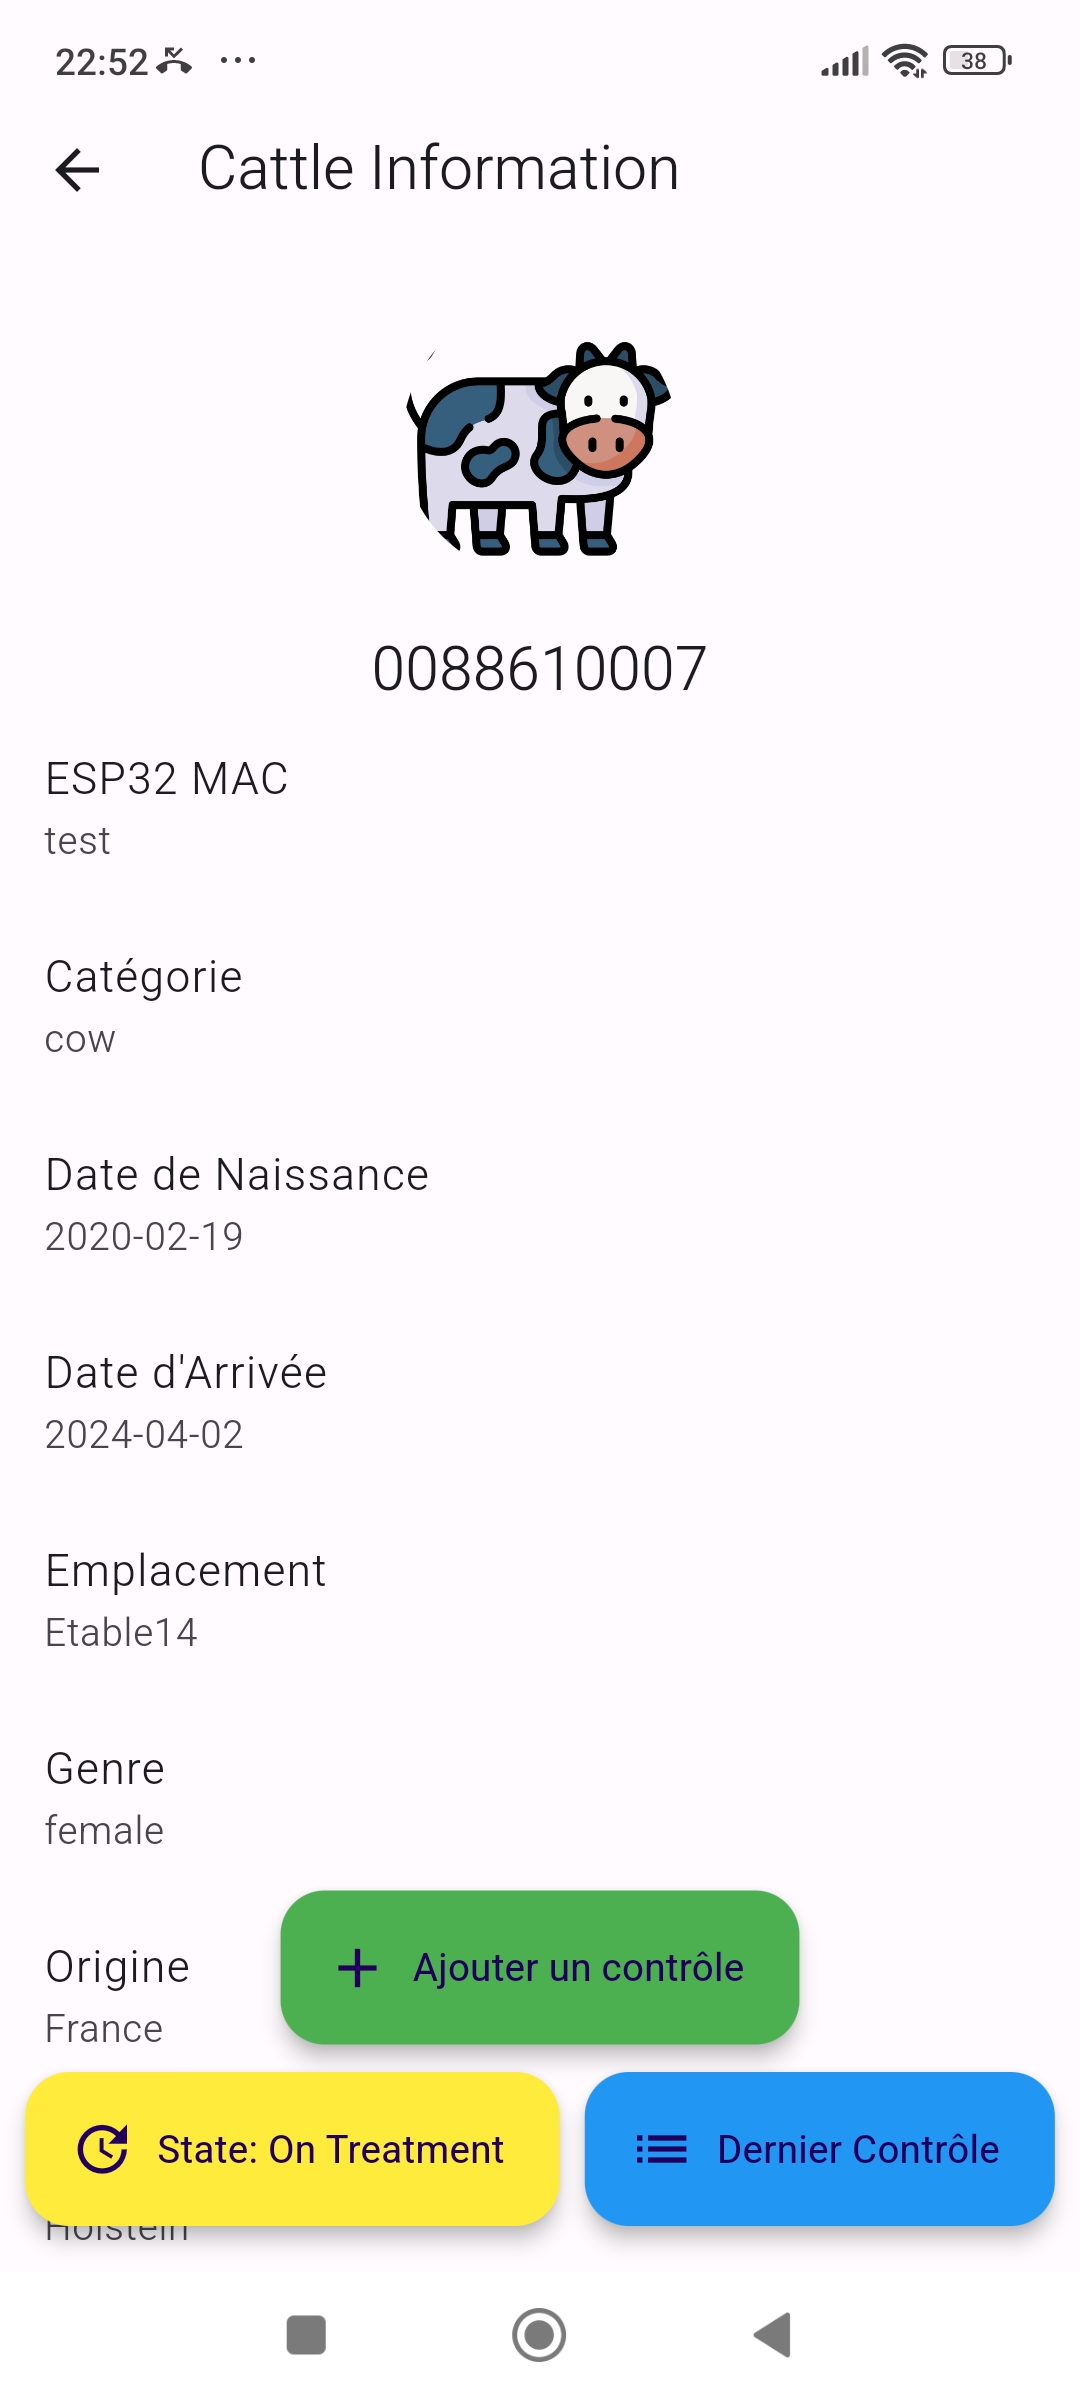 22:52
38
Cattle Information
0088610007
ESP32 MAC
test
Catégorie
cow
Date de Naissance
2020-02-19
Date d'Arrivée
2024-04-02
Emplacement
Etable14
Genre
female
Origine
Ajouter un contrôle
France
State: On Treatment
Dernier Contrôle
Holstein